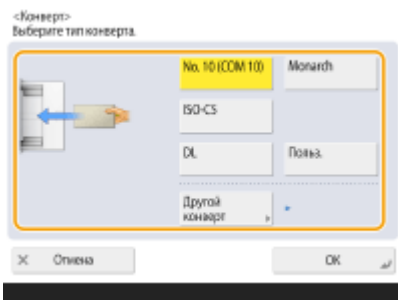 <Конверт>
Выберите тип конверта.
No. 10 (COM 10)
Monarch
ISO-C5
DL
Польз.
Другой
конверт
Отмена
OK